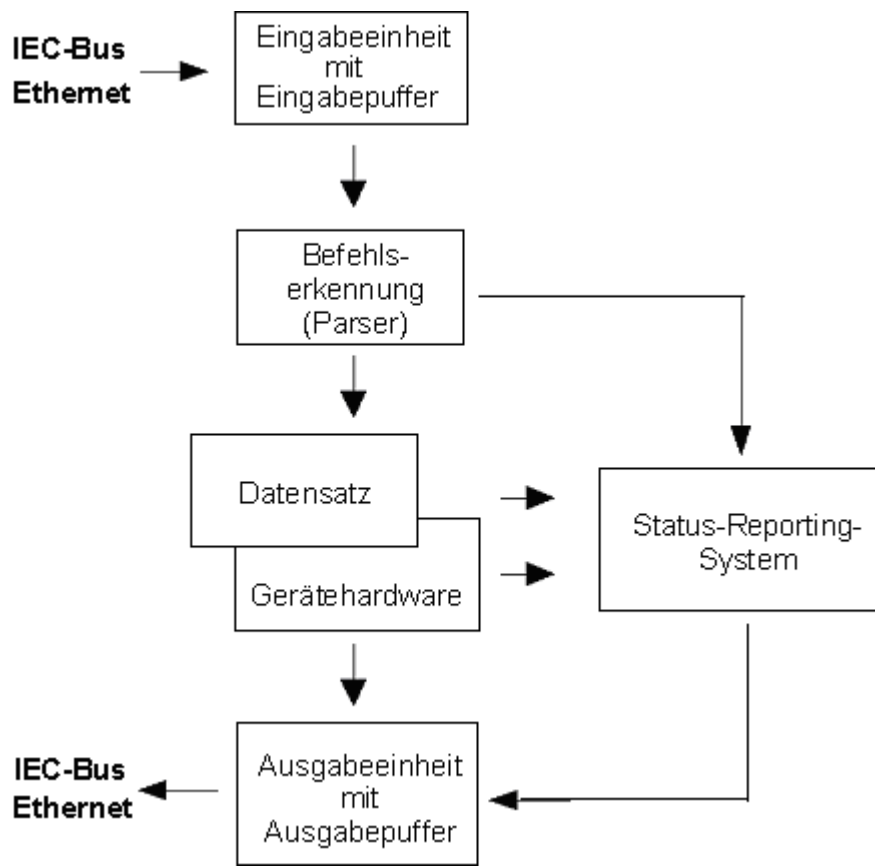 IEC-Bus
Ethernet
Eingabeeinheit
mit
Eingabepuffer
Befehls-
erkennung
(Parser)
Datensatz
Gerätehardware
Status-Reporting-
System
IEC-Bus
Ethernet
Ausgabeeinheit
mit
Ausgabepuffer